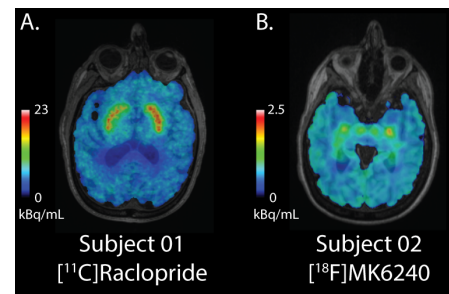 A.
B.
23
0
kBq/mL
2.5
0
kBq/mL
Subject 01
[¹¹C]Raclopride
Subject 02
[¹⁸F]MK6240